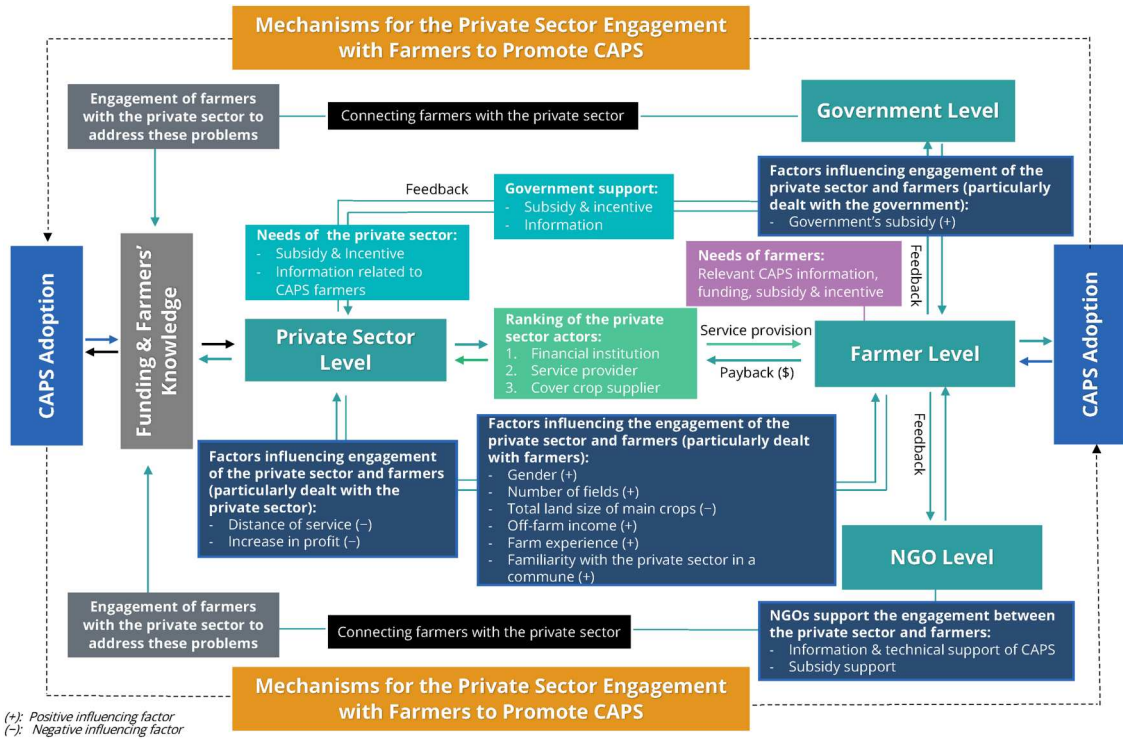 Mechanisms for the Private Sector Engagement
with Farmers to Promote CAPS
Engagement of farmers
with the private sector to
address these problems
Connecting farmers with the private sector
Government Level
Feedback
Government support:
- Subsidy & incentive
- Information
Factors influencing engagement of the
private sector and farmers (particularly
dealt with the government):
- Government's subsidy (+)
Needs of the private sector:
- Subsidy & Incentive
- Information related to
CAPS farmers
Needs of farmers:
Relevant CAPS information,
funding, subsidy & incentive
Feedback
CAPS Adoption
Funding & Farmers'
Knowledge
Private Sector
Level
Ranking of the private
sector actors:
1. Financial institution
2. Service provider
3. Cover crop supplier
Service provision
Payback ($)
Farmer Level
CAPS Adoption
Factors influencing engagement
of the private sector and farmers
(particularly dealt with the
private sector):
- Distance of service (−)
- Increase in profit (−)
Factors influencing the engagement of the
private sector and farmers (particularly dealt
with farmers):
- Gender (+)
- Number of fields (+)
- Total land size of main crops (−)
- Off-farm income (+)
- Farm experience (+)
- Familiarity with the private sector in a
commune (+)
Feedback
NGO Level
Engagement of farmers
with the private sector to
address these problems
Connecting farmers with the private sector
NGOs support the engagement between
the private sector and farmers:
- Information & technical support of CAPS
- Subsidy support
Mechanisms for the Private Sector Engagement
with Farmers to Promote CAPS
(+): Positive influencing factor
(−): Negative influencing factor